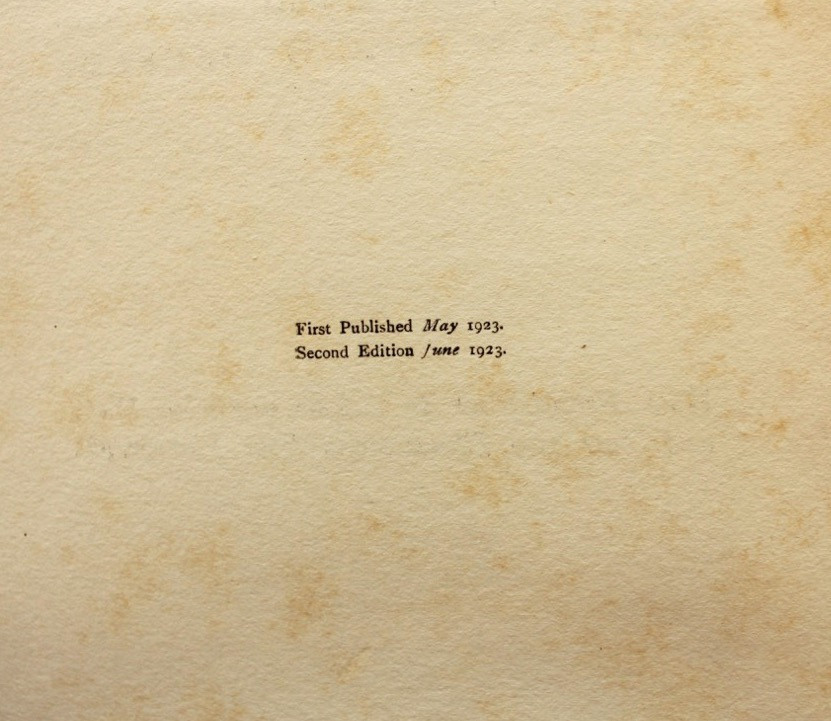 First Published May 1923.
Second Edition June 1923.